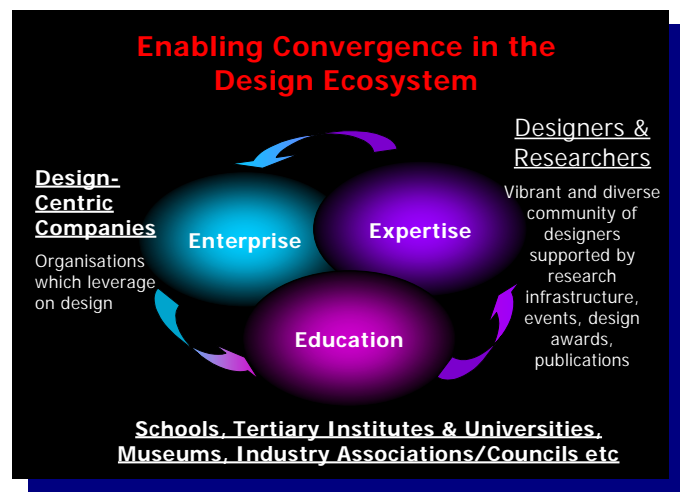 Enabling Convergence in the
Design Ecosystem
Design-
Centric
Companies
Organisations
which leverage
on design
Enterprise
Expertise
Education
Designers &
Researchers
Vibrant and diverse
community of
designers
supported by
research
infrastructure,
events, design
awards,
publications
Schools, Tertiary Institutes & Universities,
Museums, Industry Associations/Councils etc